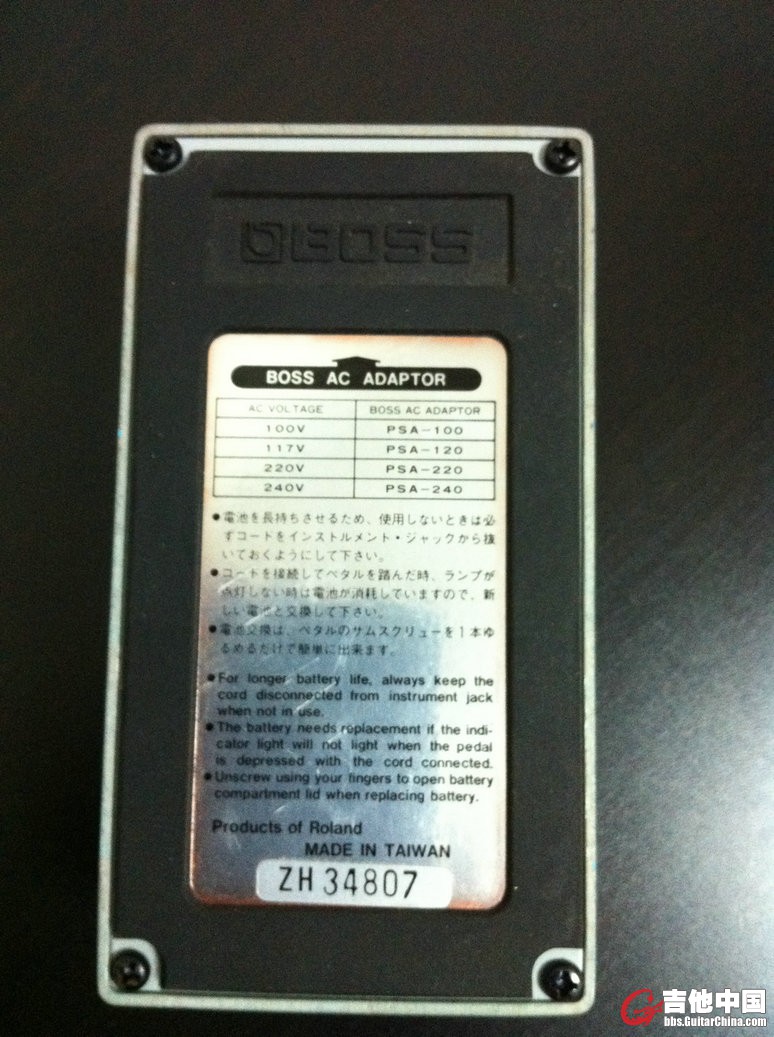 BOSS
BOSS AC ADAPTOR
AC VOLTAGE BOSS AC ADAPTOR
100V PSA-100
117V PSA-120
220V PSA-220
240V PSA-240
●電池を長持ちさせるため、使用しないときは必
ずコードをインストルメント・ジャックから抜
いておくようにして下さい。
●コードを接続してペタルを踏んだ時、ランプが
点灯しない時は電池が消耗していますので、新
しい電池と交換して下さい。
●電池交換は、ペタルのサムスクリューを1本ゆ
るめるだけで簡単に出来ます。
●For longer battery life, always keep the
cord disconnected from instrument jack
when not in use.
●The battery needs replacement if the indi-
cator light will not light when the pedal
is depressed with the cord connected.
●Unscrew using your fingers to open battery
compartment lid when replacing battery.
Products of Roland
MADE IN TAIWAN
ZH 34807
吉他中国
bbs.GuitarChina.com